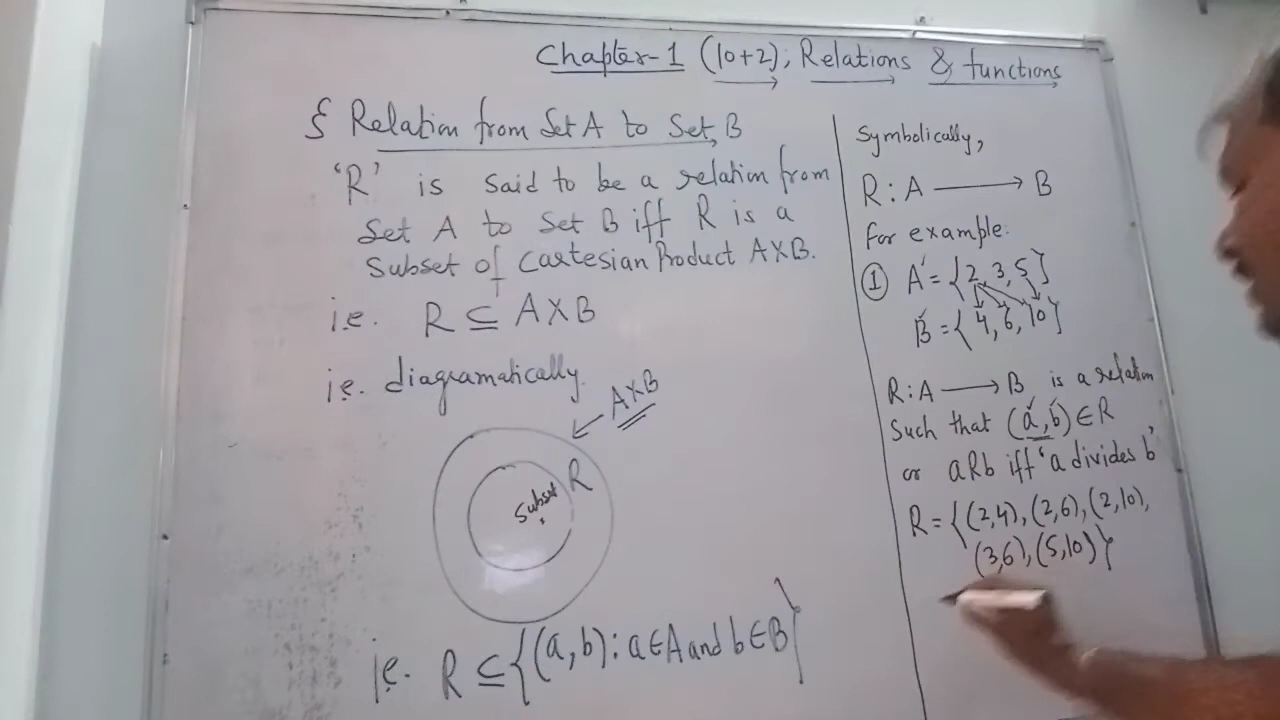 Chapter-1 (10+2); Relations & functions
§ Relation from Set A to Set B
'R' is said to be a relation from
Set A to Set B iff R is a
Subset of Cartesian Product A×B.
i.e. R ⊆ A×B
i.e. diagramatically.
A×B
R
Subset
i.e. R ⊆ {(a,b): a∈A and b∈B}
Symbolically,
R: A ⟶ B
for example.
① A = {2, 3, 5}
B = {4, 6, 10}
R: A ⟶ B is a relation
Such that (a, b) ∈ R
or aRb iff 'a divides b'
R = {(2,4), (2,6), (2,10),
(3,6), (5,10)}